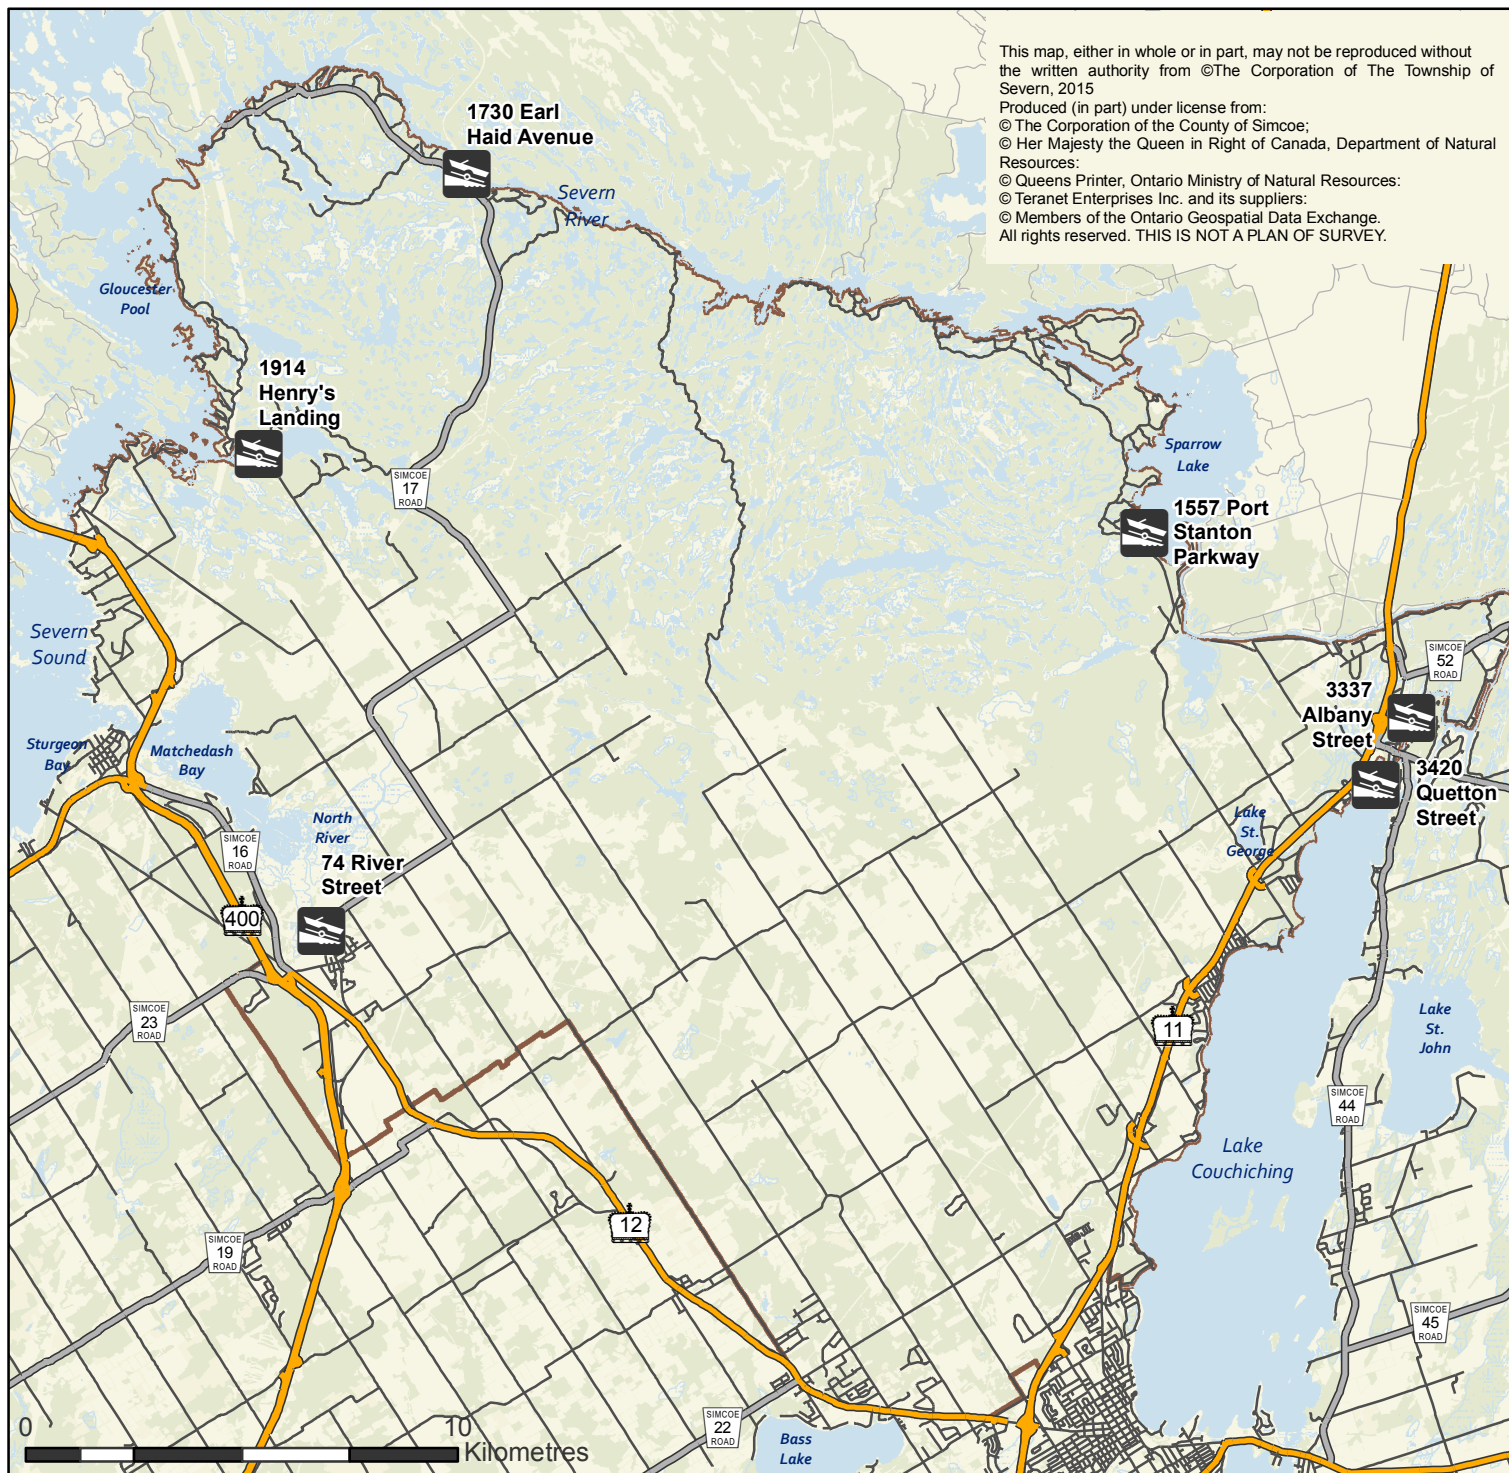 This map, either in whole or in part, may not be reproduced without
the written authority from ©The Corporation of The Township of
Severn, 2015
Produced (in part) under license from:
© The Corporation of the County of Simcoe;
© Her Majesty the Queen in Right of Canada, Department of Natural
Resources:
© Queens Printer, Ontario Ministry of Natural Resources:
© Teranet Enterprises Inc. and its suppliers:
© Members of the Ontario Geospatial Data Exchange.
All rights reserved. THIS IS NOT A PLAN OF SURVEY.
1730 Earl
Haid Avenue
Severn
River
Gloucester
Pool
1914
Henry's
Landing
SIMCOE
17
ROAD
Sparrow
Lake
1557 Port
Stanton
Parkway
Severn
Sound
SIMCOE
52
ROAD
3337
Albany
Street
Sturgeon
Bay
Matchedash
Bay
3420
Quetton
Street
North
River
Lake
St.
George
SIMCOE
16
ROAD
74 River
Street
400
SIMCOE
23
ROAD
11
Lake
St.
John
SIMCOE
44
ROAD
Lake
Couchiching
12
SIMCOE
19
ROAD
SIMCOE
45
ROAD
SIMCOE
22
ROAD
Bass
Lake
0
10
Kilometres